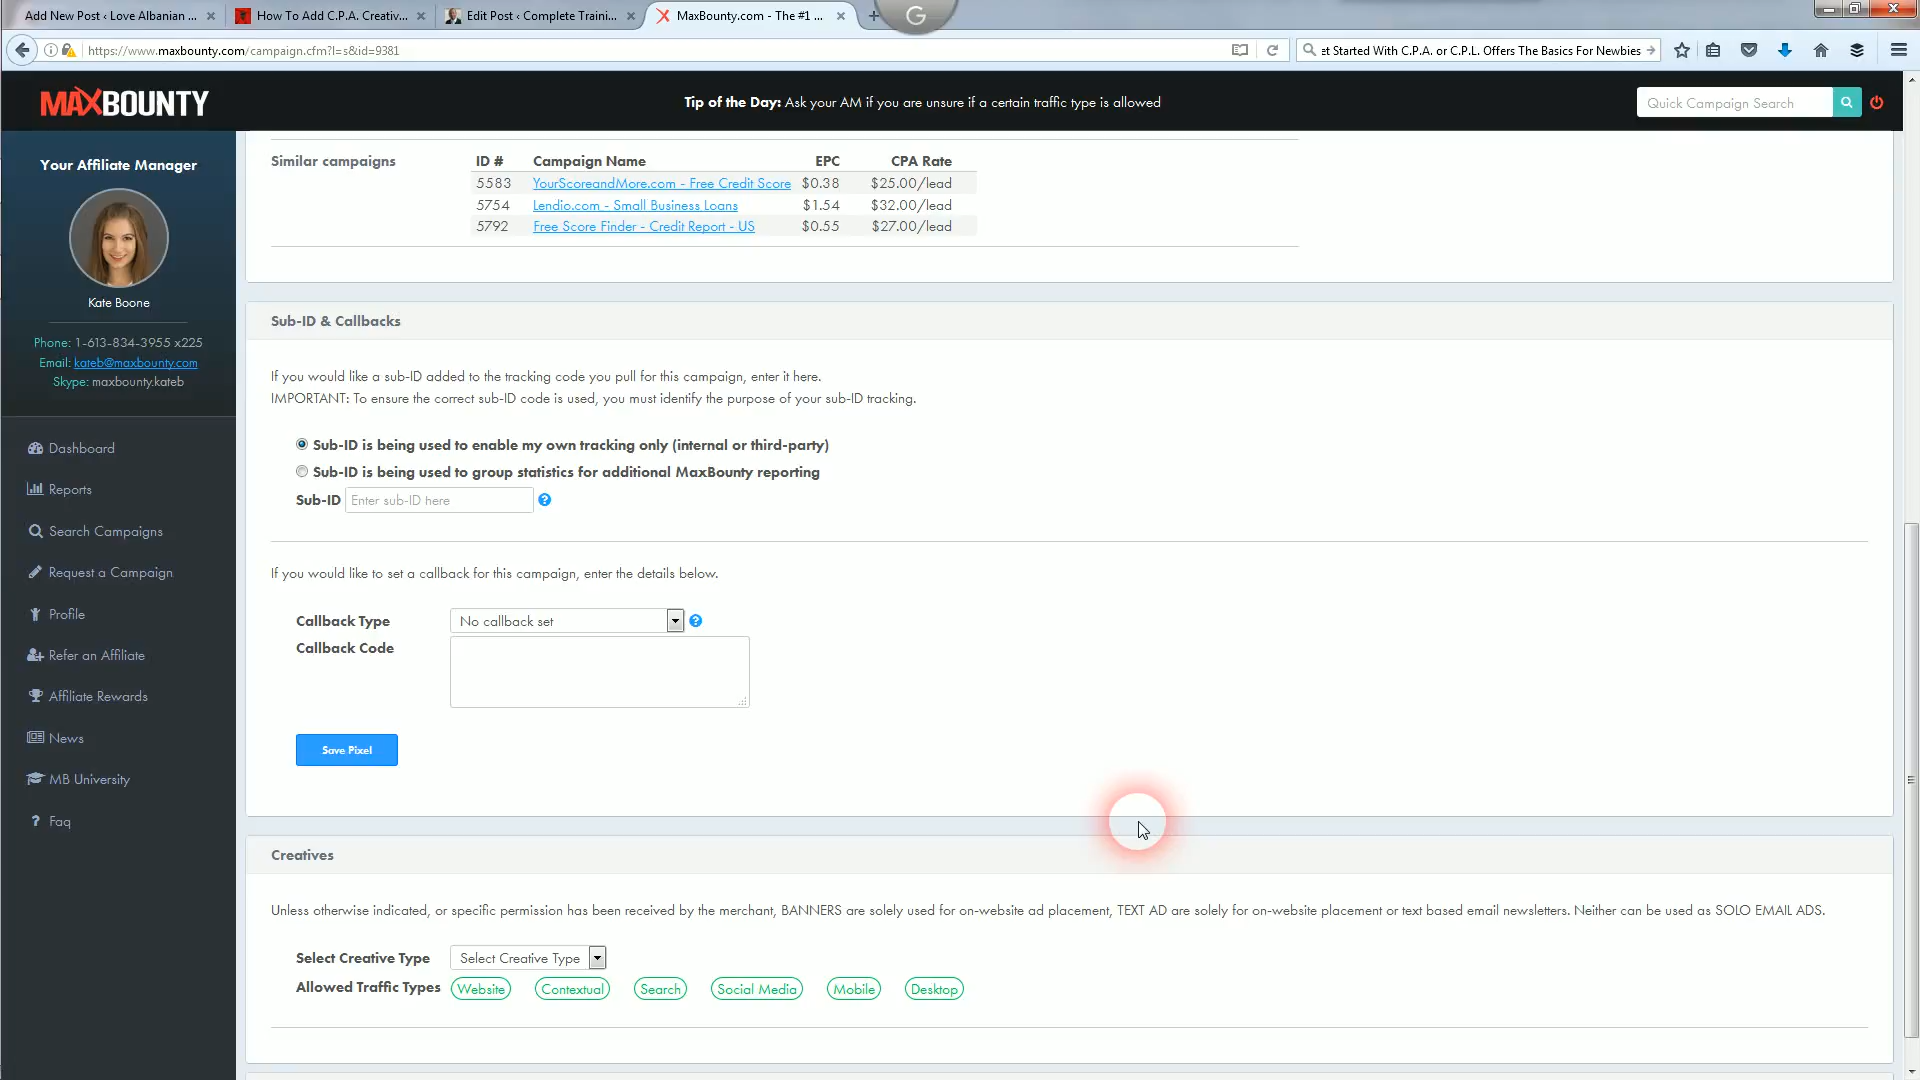 Add New Post ‹ Love Albanian ...
How To Add C.P.A. Creativ...
Edit Post ‹ Complete Traini...
MaxBounty.com - The #1 ...
G
https://www.maxbounty.com/campaign.cfm?l=s&id=9381
et Started With C.P.A. or C.P.L. Offers The Basics For Newbies
MAXBOUNTY
Tip of the Day: Ask your AM if you are unsure if a certain traffic type is allowed
Quick Campaign Search
Your Affiliate Manager
Kate Boone
Phone: 1-613-834-3955 x225
Email: kateb@maxbounty.com
Skype: maxbounty.kateb
Dashboard
Reports
Search Campaigns
Request a Campaign
Profile
Refer an Affiliate
Affiliate Rewards
News
MB University
? Faq
Similar campaigns
ID # Campaign Name EPC CPA Rate
5583 YourScoreandMore.com - Free Credit Score $0.38 $25.00/lead
5754 Lendio.com - Small Business Loans $1.54 $32.00/lead
5792 Free Score Finder - Credit Report - US $0.55 $27.00/lead
Sub-ID & Callbacks
If you would like a sub-ID added to the tracking code you pull for this campaign, enter it here.
IMPORTANT: To ensure the correct sub-ID code is used, you must identify the purpose of your sub-ID tracking.
Sub-ID is being used to enable my own tracking only (internal or third-party)
Sub-ID is being used to group statistics for additional MaxBounty reporting
Sub-ID Enter sub-ID here ?
If you would like to set a callback for this campaign, enter the details below.
Callback Type No callback set ?
Callback Code
Save Pixel
Creatives
Unless otherwise indicated, or specific permission has been received by the merchant, BANNERS are solely used for on-website ad placement, TEXT AD are solely for on-website placement or text based email newsletters. Neither can be used as SOLO EMAIL ADS.
Select Creative Type Select Creative Type
Allowed Traffic Types Website Contextual Search Social Media Mobile Desktop